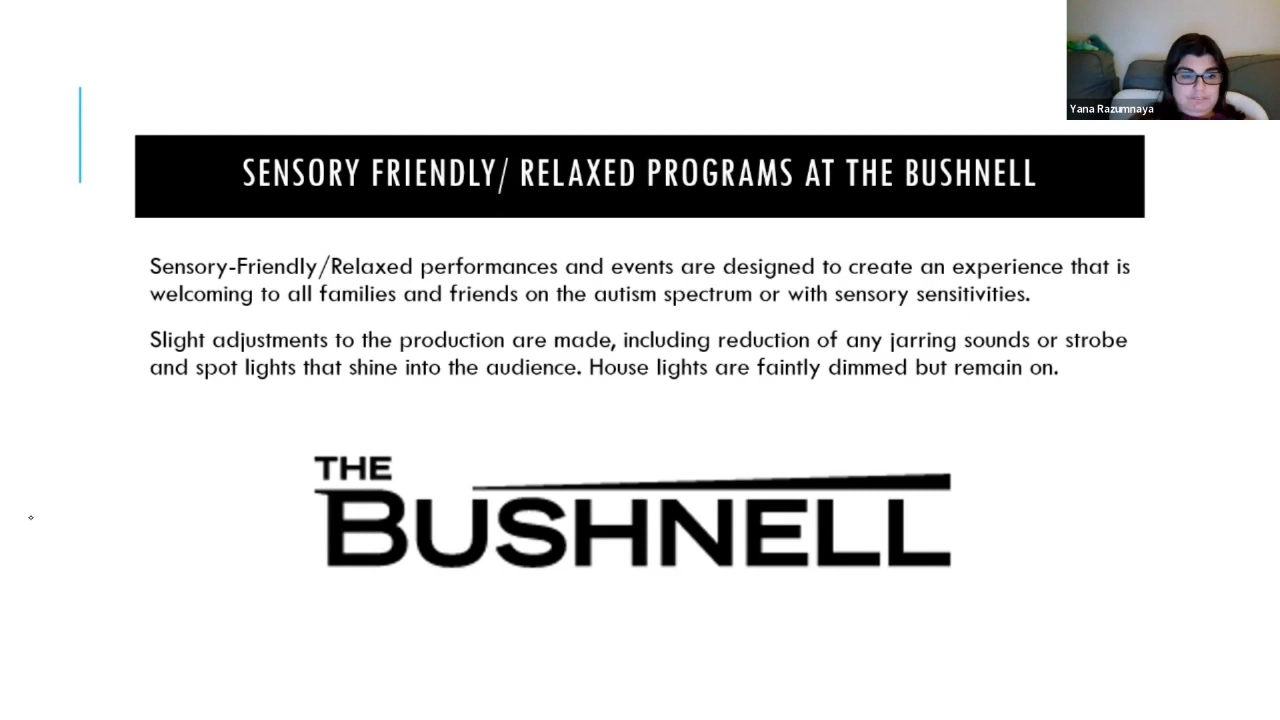 Yana Razumnaya
SENSORY FRIENDLY/ RELAXED PROGRAMS AT THE BUSHNELL
Sensory-Friendly/Relaxed performances and events are designed to create an experience that is
welcoming to all families and friends on the autism spectrum or with sensory sensitivities.
Slight adjustments to the production are made, including reduction of any jarring sounds or strobe
and spot lights that shine into the audience. House lights are faintly dimmed but remain on.
THE
BUSHNELL